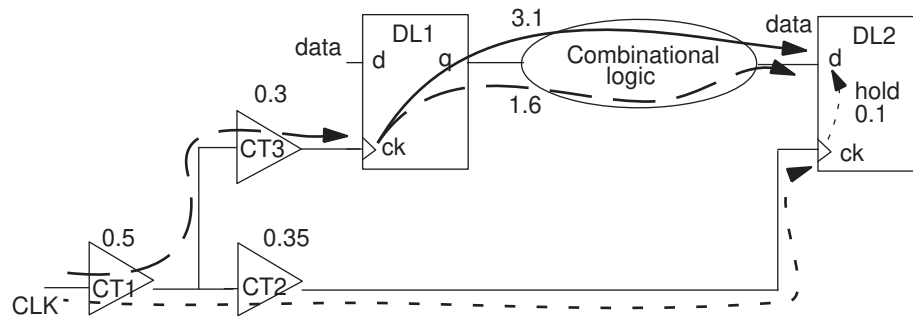 3.1
data
DL1
data
DL2
d
q
Combinational
logic
d
0.3
1.6
hold
0.1
CT3
ck
ck
0.5
0.35
CT1
CT2
CLK